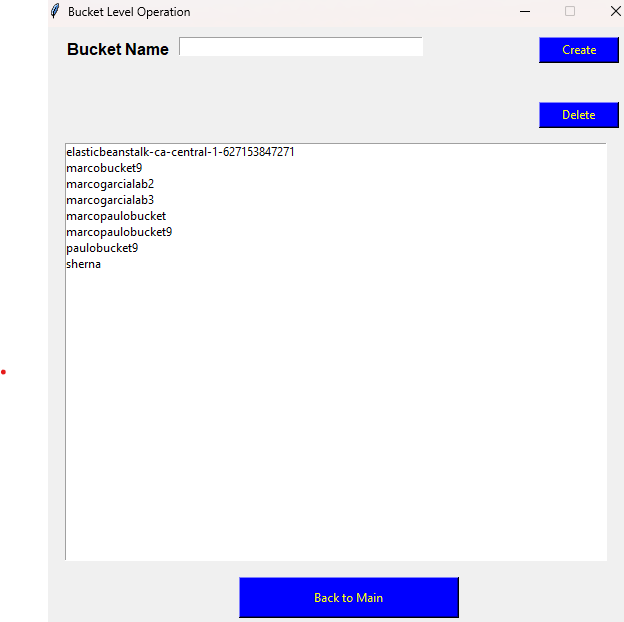 Bucket Level Operation
Bucket Name
Create
Delete
elasticbeanstalk-ca-central-1-627153847271
marcobucket9
marcogarcialab2
marcogarcialab3
marcopaulobucket
marcopaulobucket9
paulobucket9
sherna
Back to Main